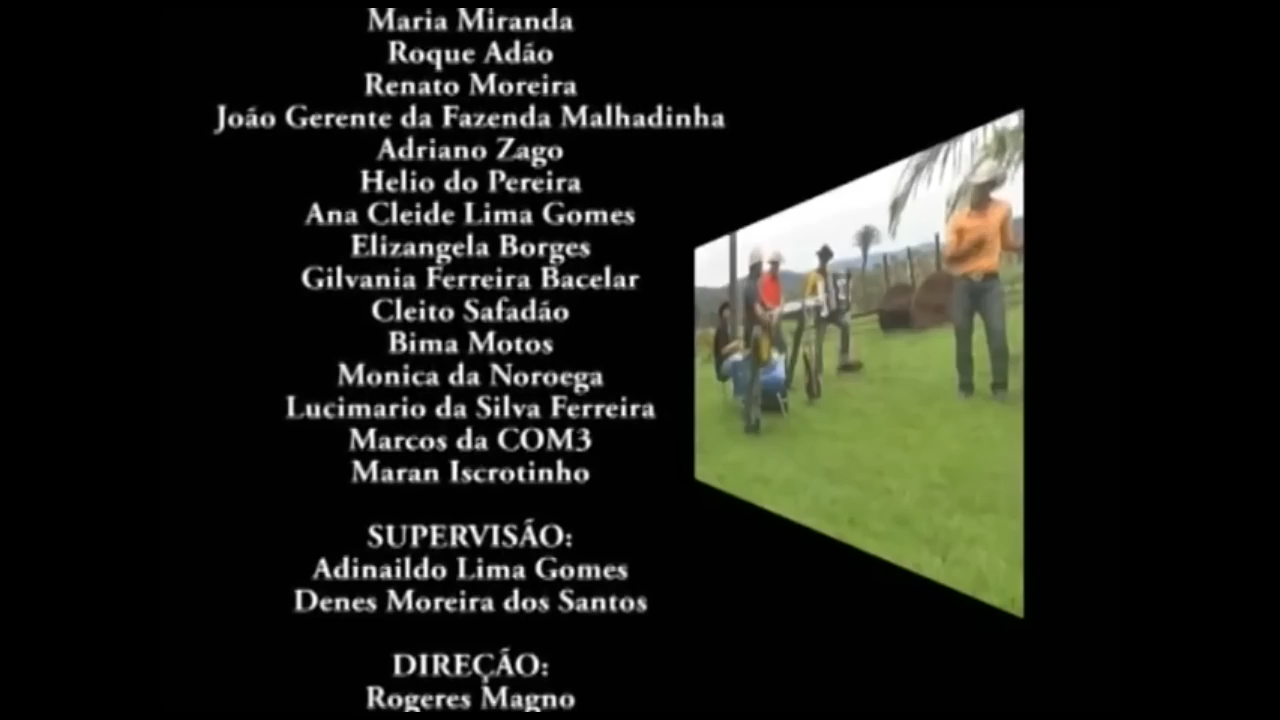 Maria Miranda
Roque Adão
Renato Moreira
João Gerente da Fazenda Malhadinha
Adriano Zago
Helio do Pereira
Ana Cleide Lima Gomes
Elizangela Borges
Gilvania Ferreira Bacelar
Cleito Safadão
Bima Motos
Monica da Noroega
Lucimario da Silva Ferreira
Marcos da COM3
Maran Iscrotinho
SUPERVISÃO:
Adinaildo Lima Gomes
Denes Moreira dos Santos
DIREÇÃO:
Rogeres Magno